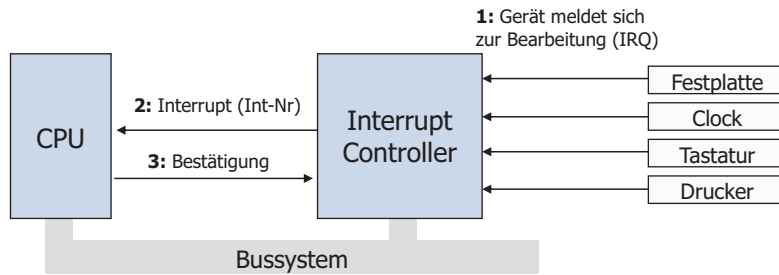 1: Gerät meldet sich
zur Bearbeitung (IRQ)
Festplatte
2: Interrupt (Int-Nr)
Clock
CPU
Interrupt
Controller
Tastatur
3: Bestätigung
Drucker
Bussystem